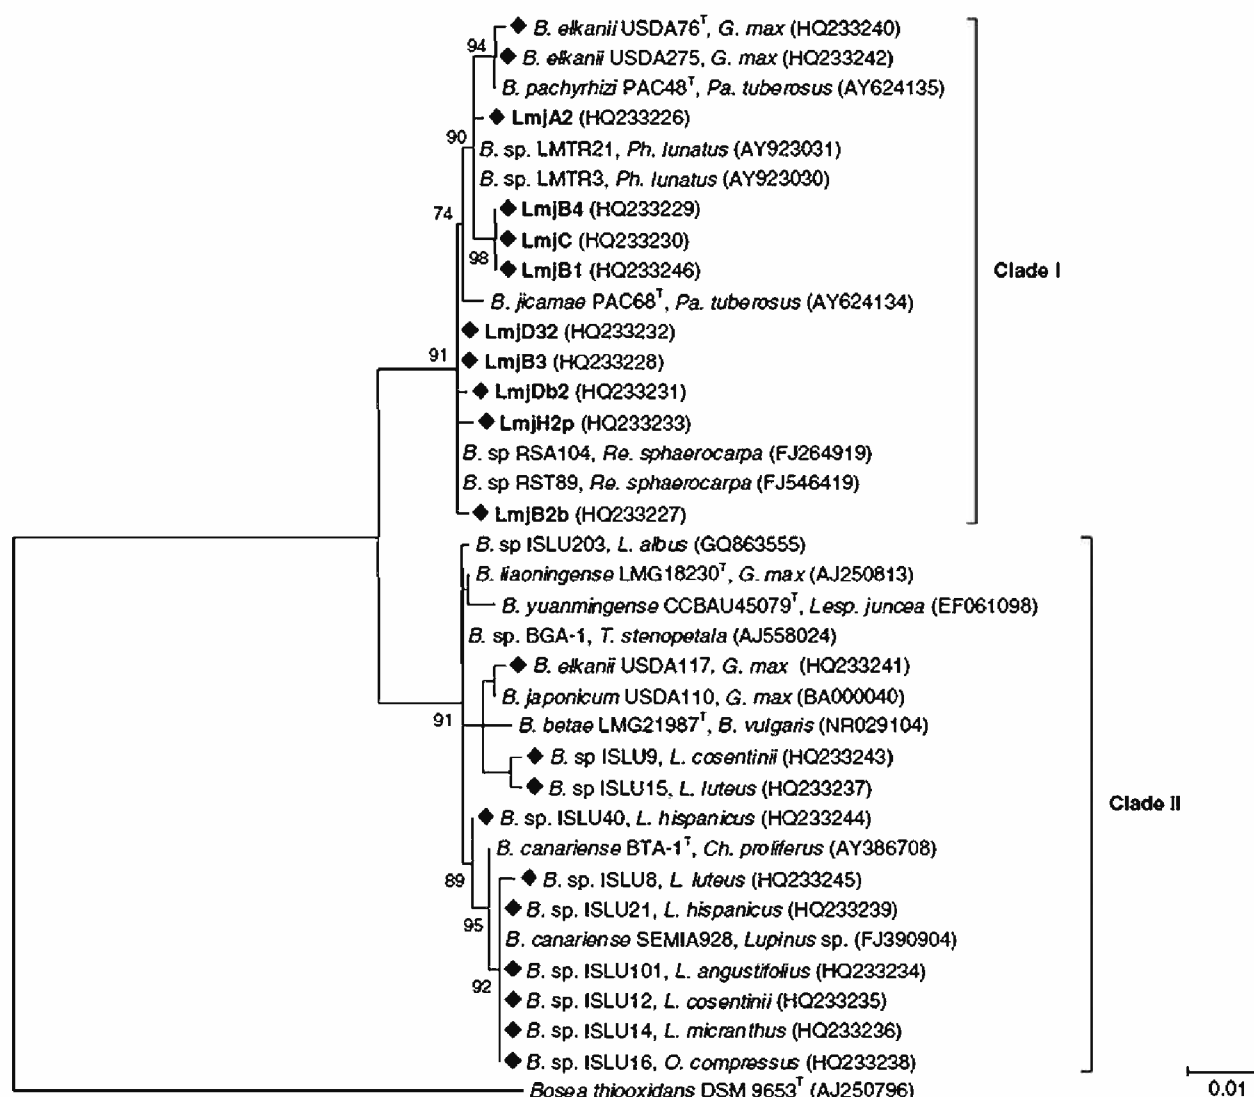 B. elkanii USDA76T, G. max (HQ233240)
94
B. elkanii USDA275, G. max (HQ233242)
B. pachyrhizi PAC48T, Pa. tuberosus (AY624135)
LmjA2 (HQ233226)
90
B. sp. LMTR21, Ph. lunatus (AY923031)
B. sp. LMTR3, Ph. lunatus (AY923030)
74
LmjB4 (HQ233229)
LmjC (HQ233230)
98
LmjB1 (HQ233246)
Clade I
B. jicamae PAC68T, Pa. tuberosus (AY624134)
LmjD32 (HQ233232)
91
LmjB3 (HQ233228)
LmjDb2 (HQ233231)
LmjH2p (HQ233233)
B. sp RSA104, Re. sphaerocarpa (FJ264919)
B. sp RST89, Re. sphaerocarpa (FJ546419)
LmjB2b (HQ233227)
B. sp ISLU203, L. albus (GQ863555)
B. liaoningense LMG18230T, G. max (AJ250813)
B. yuanmingense CCBAU45079T, Lesp. juncea (EF061098)
B. sp. BGA-1, T. stenopetala (AJ558024)
B. elkanii USDA117, G. max (HQ233241)
B. japonicum USDA110, G. max (BA000040)
91
B. betae LMG21987T, B. vulgaris (NR029104)
B. sp ISLU9, L. cosentinii (HQ233243)
B. sp ISLU15, L. luteus (HQ233237)
Clade II
B. sp. ISLU40, L. hispanicus (HQ233244)
B. canariense BTA-1T, Ch. proliferus (AY386708)
89
B. sp. ISLU8, L. luteus (HQ233245)
B. sp. ISLU21, L. hispanicus (HQ233239)
95
B. canariense SEMIA928, Lupinus sp. (FJ390904)
B. sp. ISLU101, L. angustifolius (HQ233234)
92
B. sp. ISLU12, L. cosentinii (HQ233235)
B. sp. ISLU14, L. micranthus (HQ233236)
B. sp. ISLU16, O. compressus (HQ233238)
Bosea thiooxidans DSM 9653T (AJ250796)
0.01